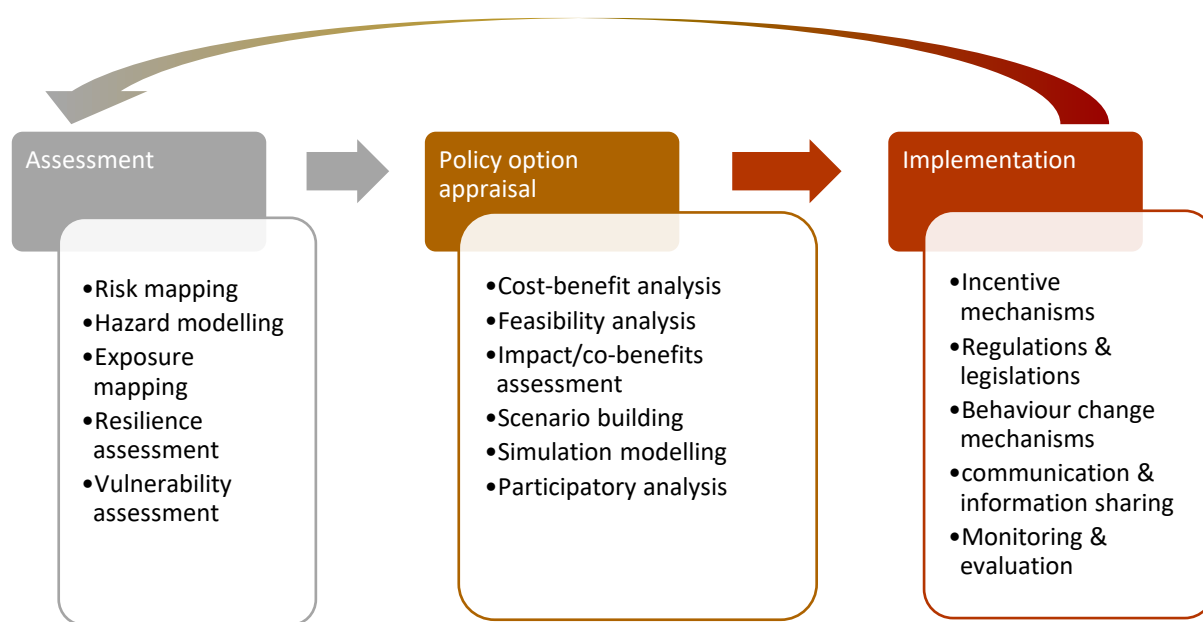 Assessment
•Risk mapping
•Hazard modelling
•Exposure
mapping
•Resilience
assessment
•Vulnerability
assessment
Policy option
appraisal
•Cost-benefit analysis
•Feasibility analysis
•Impact/co-benefits
assessment
•Scenario building
•Simulation modelling
•Participatory analysis
Implementation
•Incentive
mechanisms
•Regulations &
legislations
•Behaviour change
mechanisms
•communication &
information sharing
•Monitoring &
evaluation